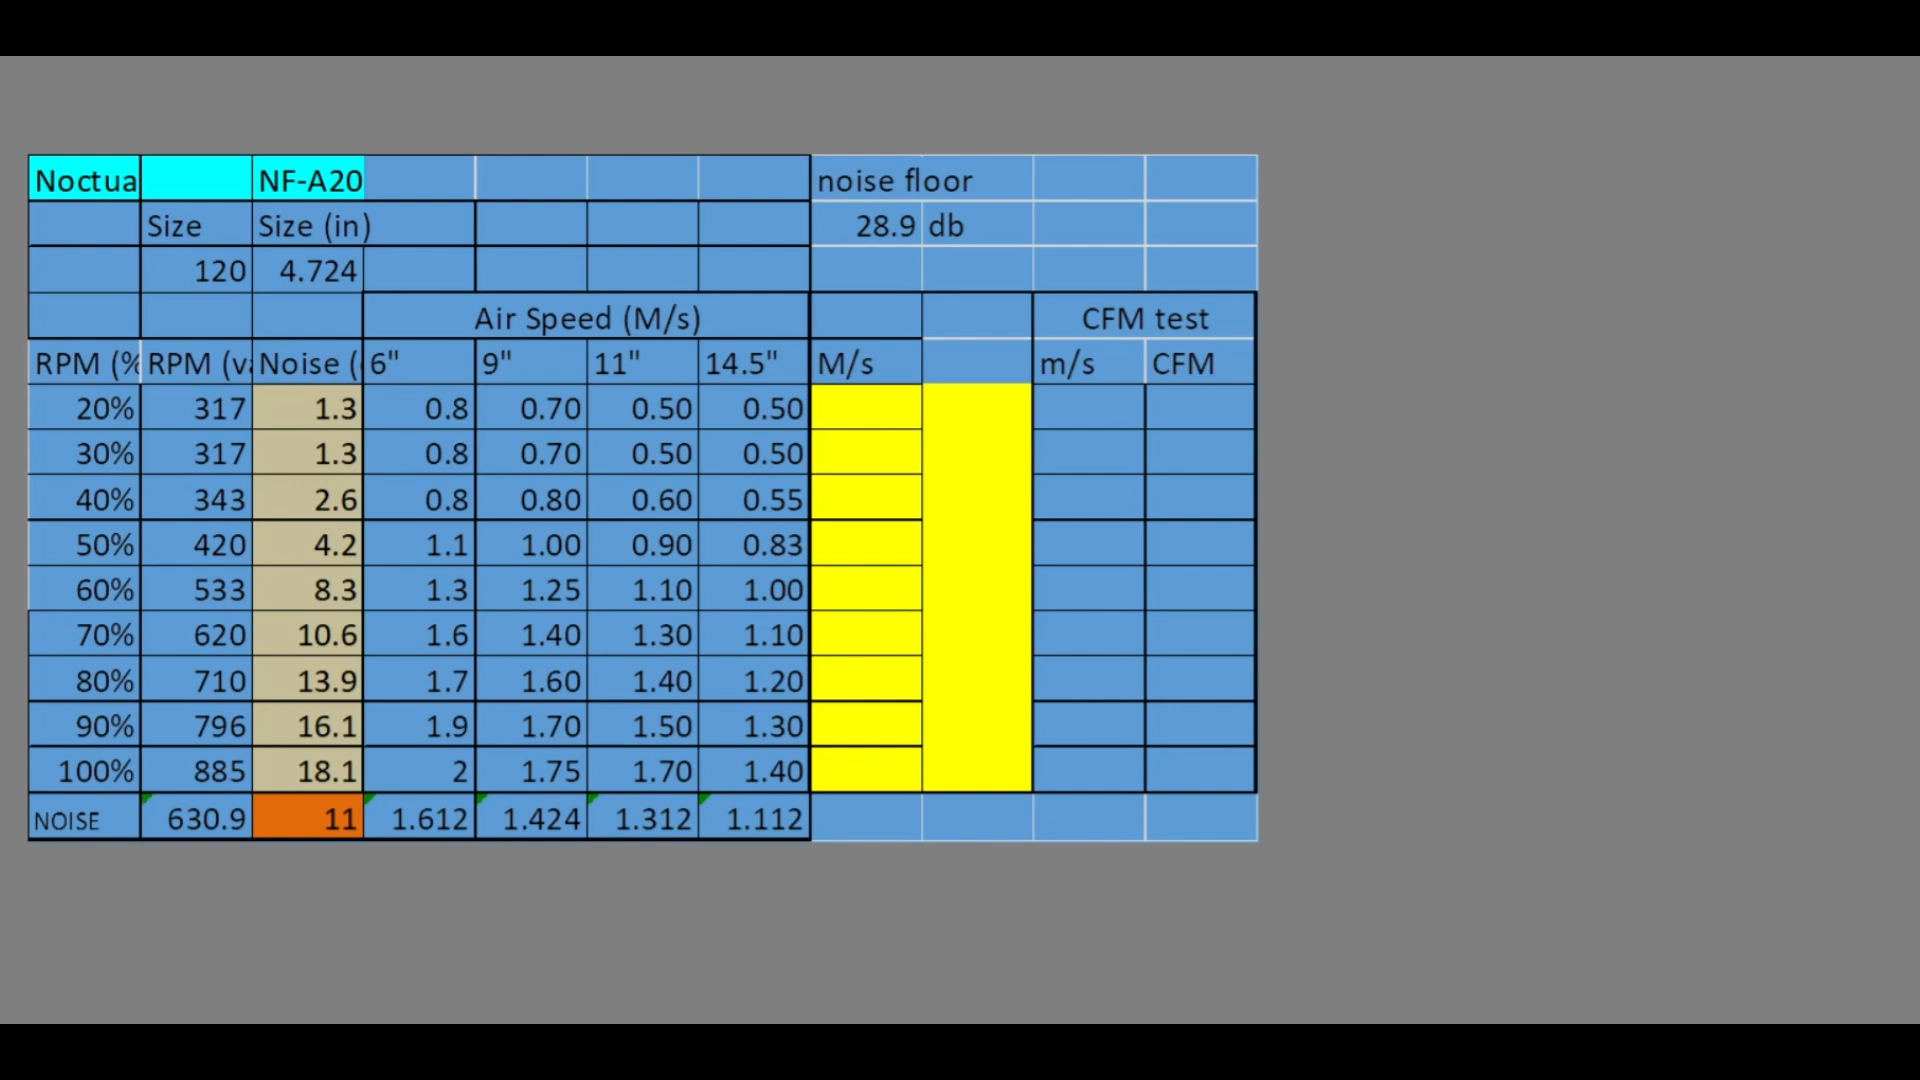 Noctua NF-A20 noise floor
Size Size (in) 28.9 db
120 4.724
Air Speed (M/s) CFM test
RPM (% RPM (va Noise ( 6" 9" 11" 14.5" M/s m/s CFM
20% 317 1.3 0.8 0.70 0.50 0.50
30% 317 1.3 0.8 0.70 0.50 0.50
40% 343 2.6 0.8 0.80 0.60 0.55
50% 420 4.2 1.1 1.00 0.90 0.83
60% 533 8.3 1.3 1.25 1.10 1.00
70% 620 10.6 1.6 1.40 1.30 1.10
80% 710 13.9 1.7 1.60 1.40 1.20
90% 796 16.1 1.9 1.70 1.50 1.30
100% 885 18.1 2 1.75 1.70 1.40
NOISE 630.9 11 1.612 1.424 1.312 1.112